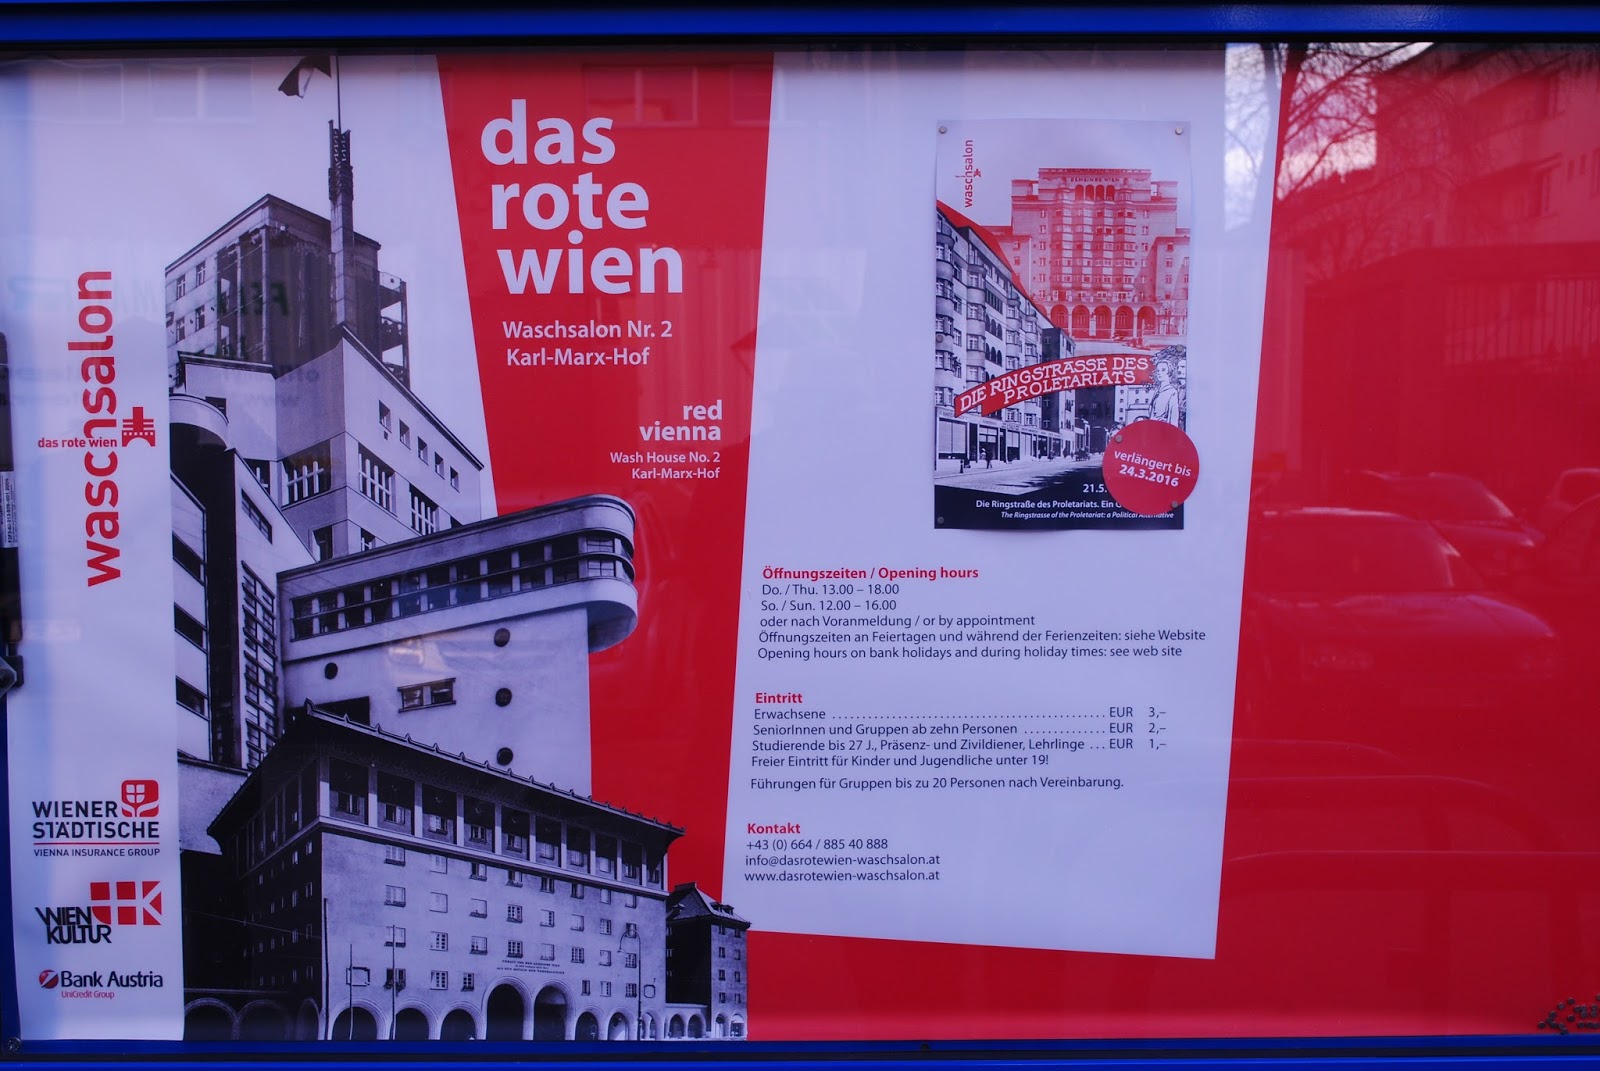 waschsalon
das rote wien
WIENER
STÄDTISCHE
VIENNA INSURANCE GROUP
WIEN
KULTUR
Bank Austria
UniCredit Group
das
rote
wien
Waschsalon Nr. 2
Karl-Marx-Hof
red
vienna
Wash House No. 2
Karl-Marx-Hof
waschsalon
DIE RINGSTRASSE DES
PROLETARIATS
verlängert bis
24.3.2016
21.5.
Die Ringstraße des Proletariats. Ein
The Ringstrasse of the Proletariat: a Political Alternative
Öffnungszeiten / Opening hours
Do. / Thu. 13.00 – 18.00
So. / Sun. 12.00 – 16.00
oder nach Voranmeldung / or by appointment
Öffnungszeiten an Feiertagen und während der Ferienzeiten: siehe Website
Opening hours on bank holidays and during holiday times: see web site
Eintritt
Erwachsene ............................................. EUR 3,–
SeniorInnen und Gruppen ab zehn Personen .............. EUR 2,–
Studierende bis 27 J., Präsenz- und Zivildiener, Lehrlinge ... EUR 1,–
Freier Eintritt für Kinder und Jugendliche unter 19!
Führungen für Gruppen bis zu 20 Personen nach Vereinbarung.
Kontakt
+43 (0) 664 / 885 40 888
info@dasrotewien-waschsalon.at
www.dasrotewien-waschsalon.at